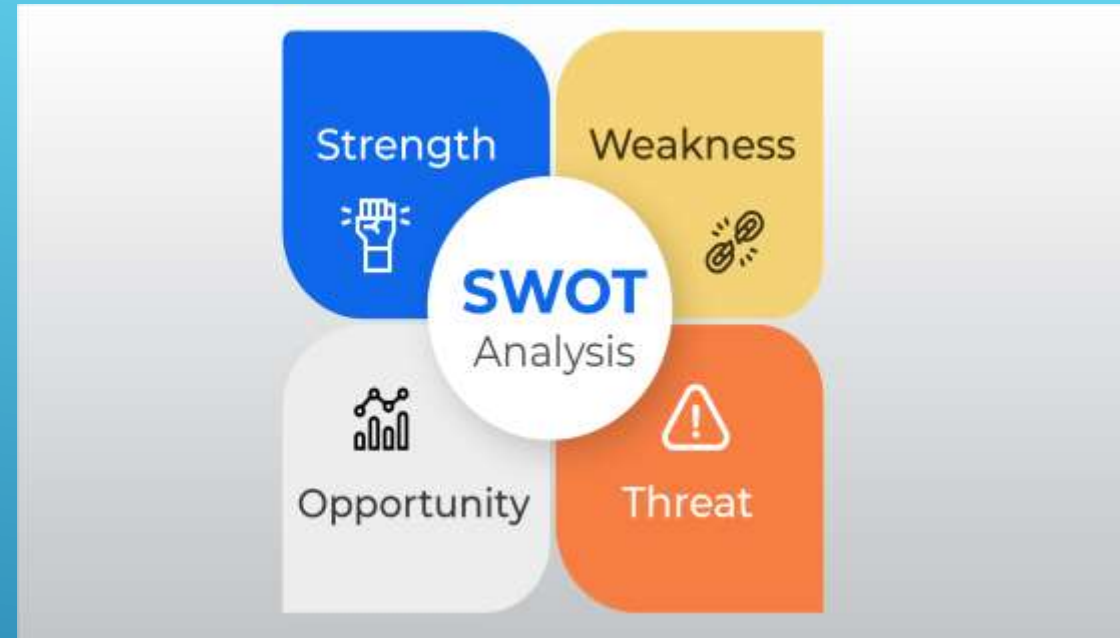 Strength
Weakness
SWOT
Analysis
Opportunity
Threat